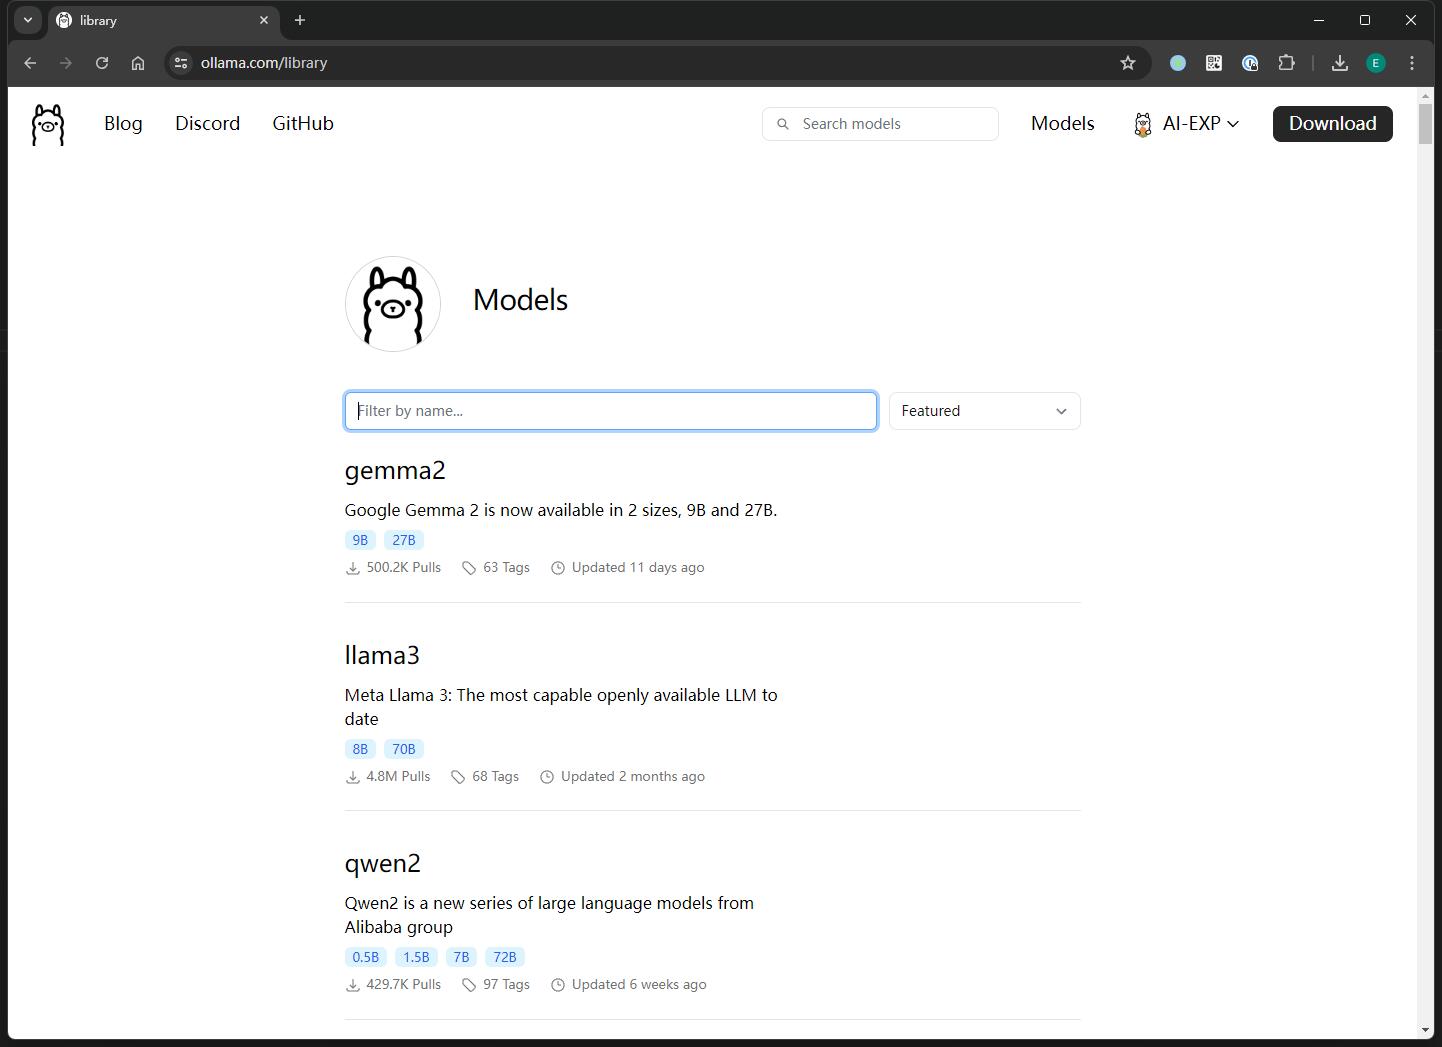 library
ollama.com/library
E
Blog
Discord
GitHub
Search models
Models
AI-EXP
Download
Models
Filter by name...
Featured
gemma2
Google Gemma 2 is now available in 2 sizes, 9B and 27B.
9B 27B
500.2K Pulls 63 Tags Updated 11 days ago
llama3
Meta Llama 3: The most capable openly available LLM to
date
8B 70B
4.8M Pulls 68 Tags Updated 2 months ago
qwen2
Qwen2 is a new series of large language models from
Alibaba group
0.5B 1.5B 7B 72B
429.7K Pulls 97 Tags Updated 6 weeks ago